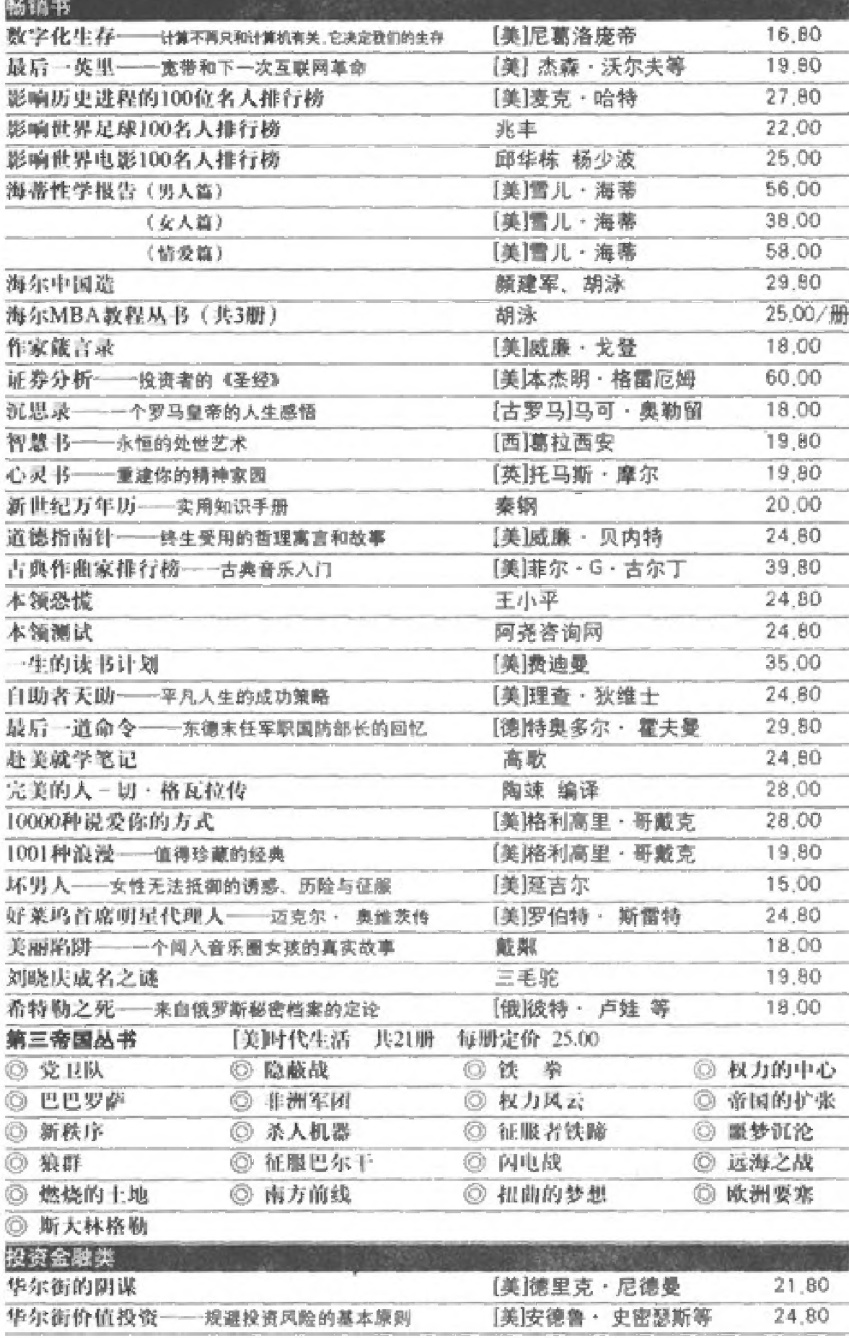 畅销书
数字化生存——计算不再只和计算机有关,它决定我们的生存 [美]尼葛洛庞帝 16.80
最后一英里——宽带和下一次互联网革命 [美] 杰森·沃尔夫等 19.80
影响历史进程的100位名人排行榜 [美]麦克·哈特 27.80
影响世界足球100名人排行榜 兆丰 22.00
影响世界电影100名人排行榜 邱华栋 杨少波 25.00
海蒂性学报告(男人篇) [美]雪儿·海蒂 56.00
(女人篇) [美]雪儿·海蒂 38.00
(情爱篇) [美]雪儿·海蒂 58.00
海尔中国造 颜建军、胡泳 29.80
海尔MBA教程丛书(共3册) 胡泳 25.00/册
作家箴言录 [美]威廉·戈登 18.00
证券分析——投资者的《圣经》 [美]本杰明·格雷厄姆 60.00
沉思录——一个罗马皇帝的人生感悟 [古罗马]马可·奥勒留 18.00
智慧书——永恒的处世艺术 [西]葛拉西安 19.80
心灵书——重建你的精神家园 [英]托马斯·摩尔 19.80
新世纪万年历——实用知识手册 秦钢 20.00
道德指南针——终生受用的哲理寓言和故事 [美]威廉·贝内特 24.80
古典作曲家排行榜——古典音乐入门 [美]菲尔·G·古尔丁 39.80
本领恐慌 王小平 24.80
本领测试 阿尧咨询网 24.80
一生的读书计划 [美]费迪曼 35.00
自助者天助——平凡人生的成功策略 [美]理查·狄维士 24.80
最后一道命令——东德末任军职国防部长的回忆 [德]特奥多尔·霍夫曼 29.80
赴美就学笔记 高歌 24.80
完美的人-切·格瓦拉传 陶竦 编译 28.00
10000种说爱你的方式 [美]格利高里·哥戴克 28.00
1001种浪漫——值得珍藏的经典 [美]格利高里·哥戴克 19.80
坏男人——女性无法抵御的诱惑、历险与征服 [美]延吉尔 15.00
好莱坞首席明星代理人——迈克尔·奥维茨传 [美]罗伯特·斯雷特 24.80
美丽陷阱——一个闯入音乐圈女孩的真实故事 戴粼 18.00
刘晓庆成名之谜 三毛驼 19.80
希特勒之死——来自俄罗斯秘密档案的定论 [俄]彼特·卢娃 等 18.00
第三帝国丛书 [美]时代生活 共21册 每册定价 25.00
◎ 党卫队 ◎ 隐蔽战 ◎ 铁 拳 ◎ 权力的中心
◎ 巴巴罗萨 ◎ 非洲军团 ◎ 权力风云 ◎ 帝国的扩张
◎ 新秩序 ◎ 杀人机器 ◎ 征服者铁蹄 ◎ 噩梦沉沦
◎ 狼群 ◎ 征服巴尔干 ◎ 闪电战 ◎ 远海之战
◎ 燃烧的土地 ◎ 南方前线 ◎ 扭曲的梦想 ◎ 欧洲要塞
◎ 斯大林格勒
投资金融类
华尔街的阴谋 [美]德里克·尼德曼 21.80
华尔街价值投资——规避投资风险的基本原则 [美]安德鲁·史密瑟斯等 24.80